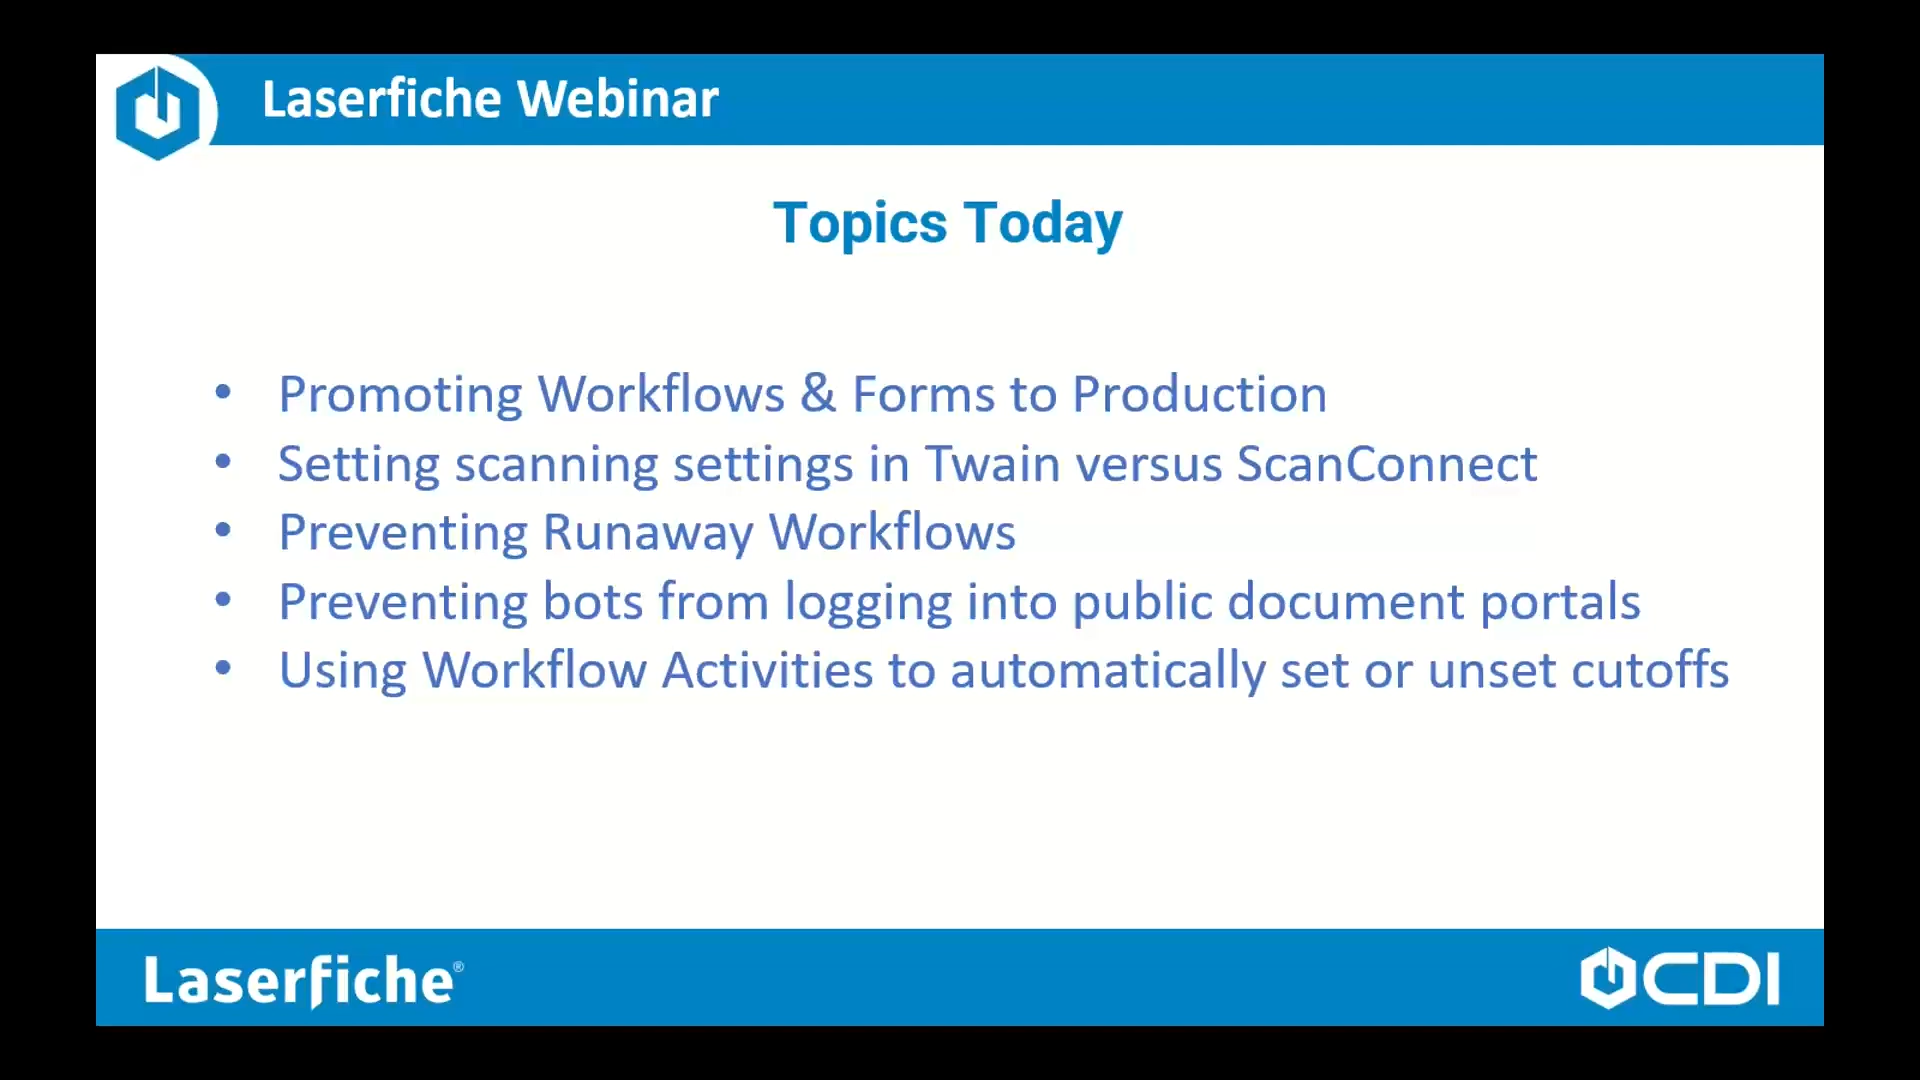 Laserfiche Webinar
Topics Today
• Promoting Workflows & Forms to Production
• Setting scanning settings in Twain versus ScanConnect
• Preventing Runaway Workflows
• Preventing bots from logging into public document portals
• Using Workflow Activities to automatically set or unset cutoffs
Laserfiche®
CDI